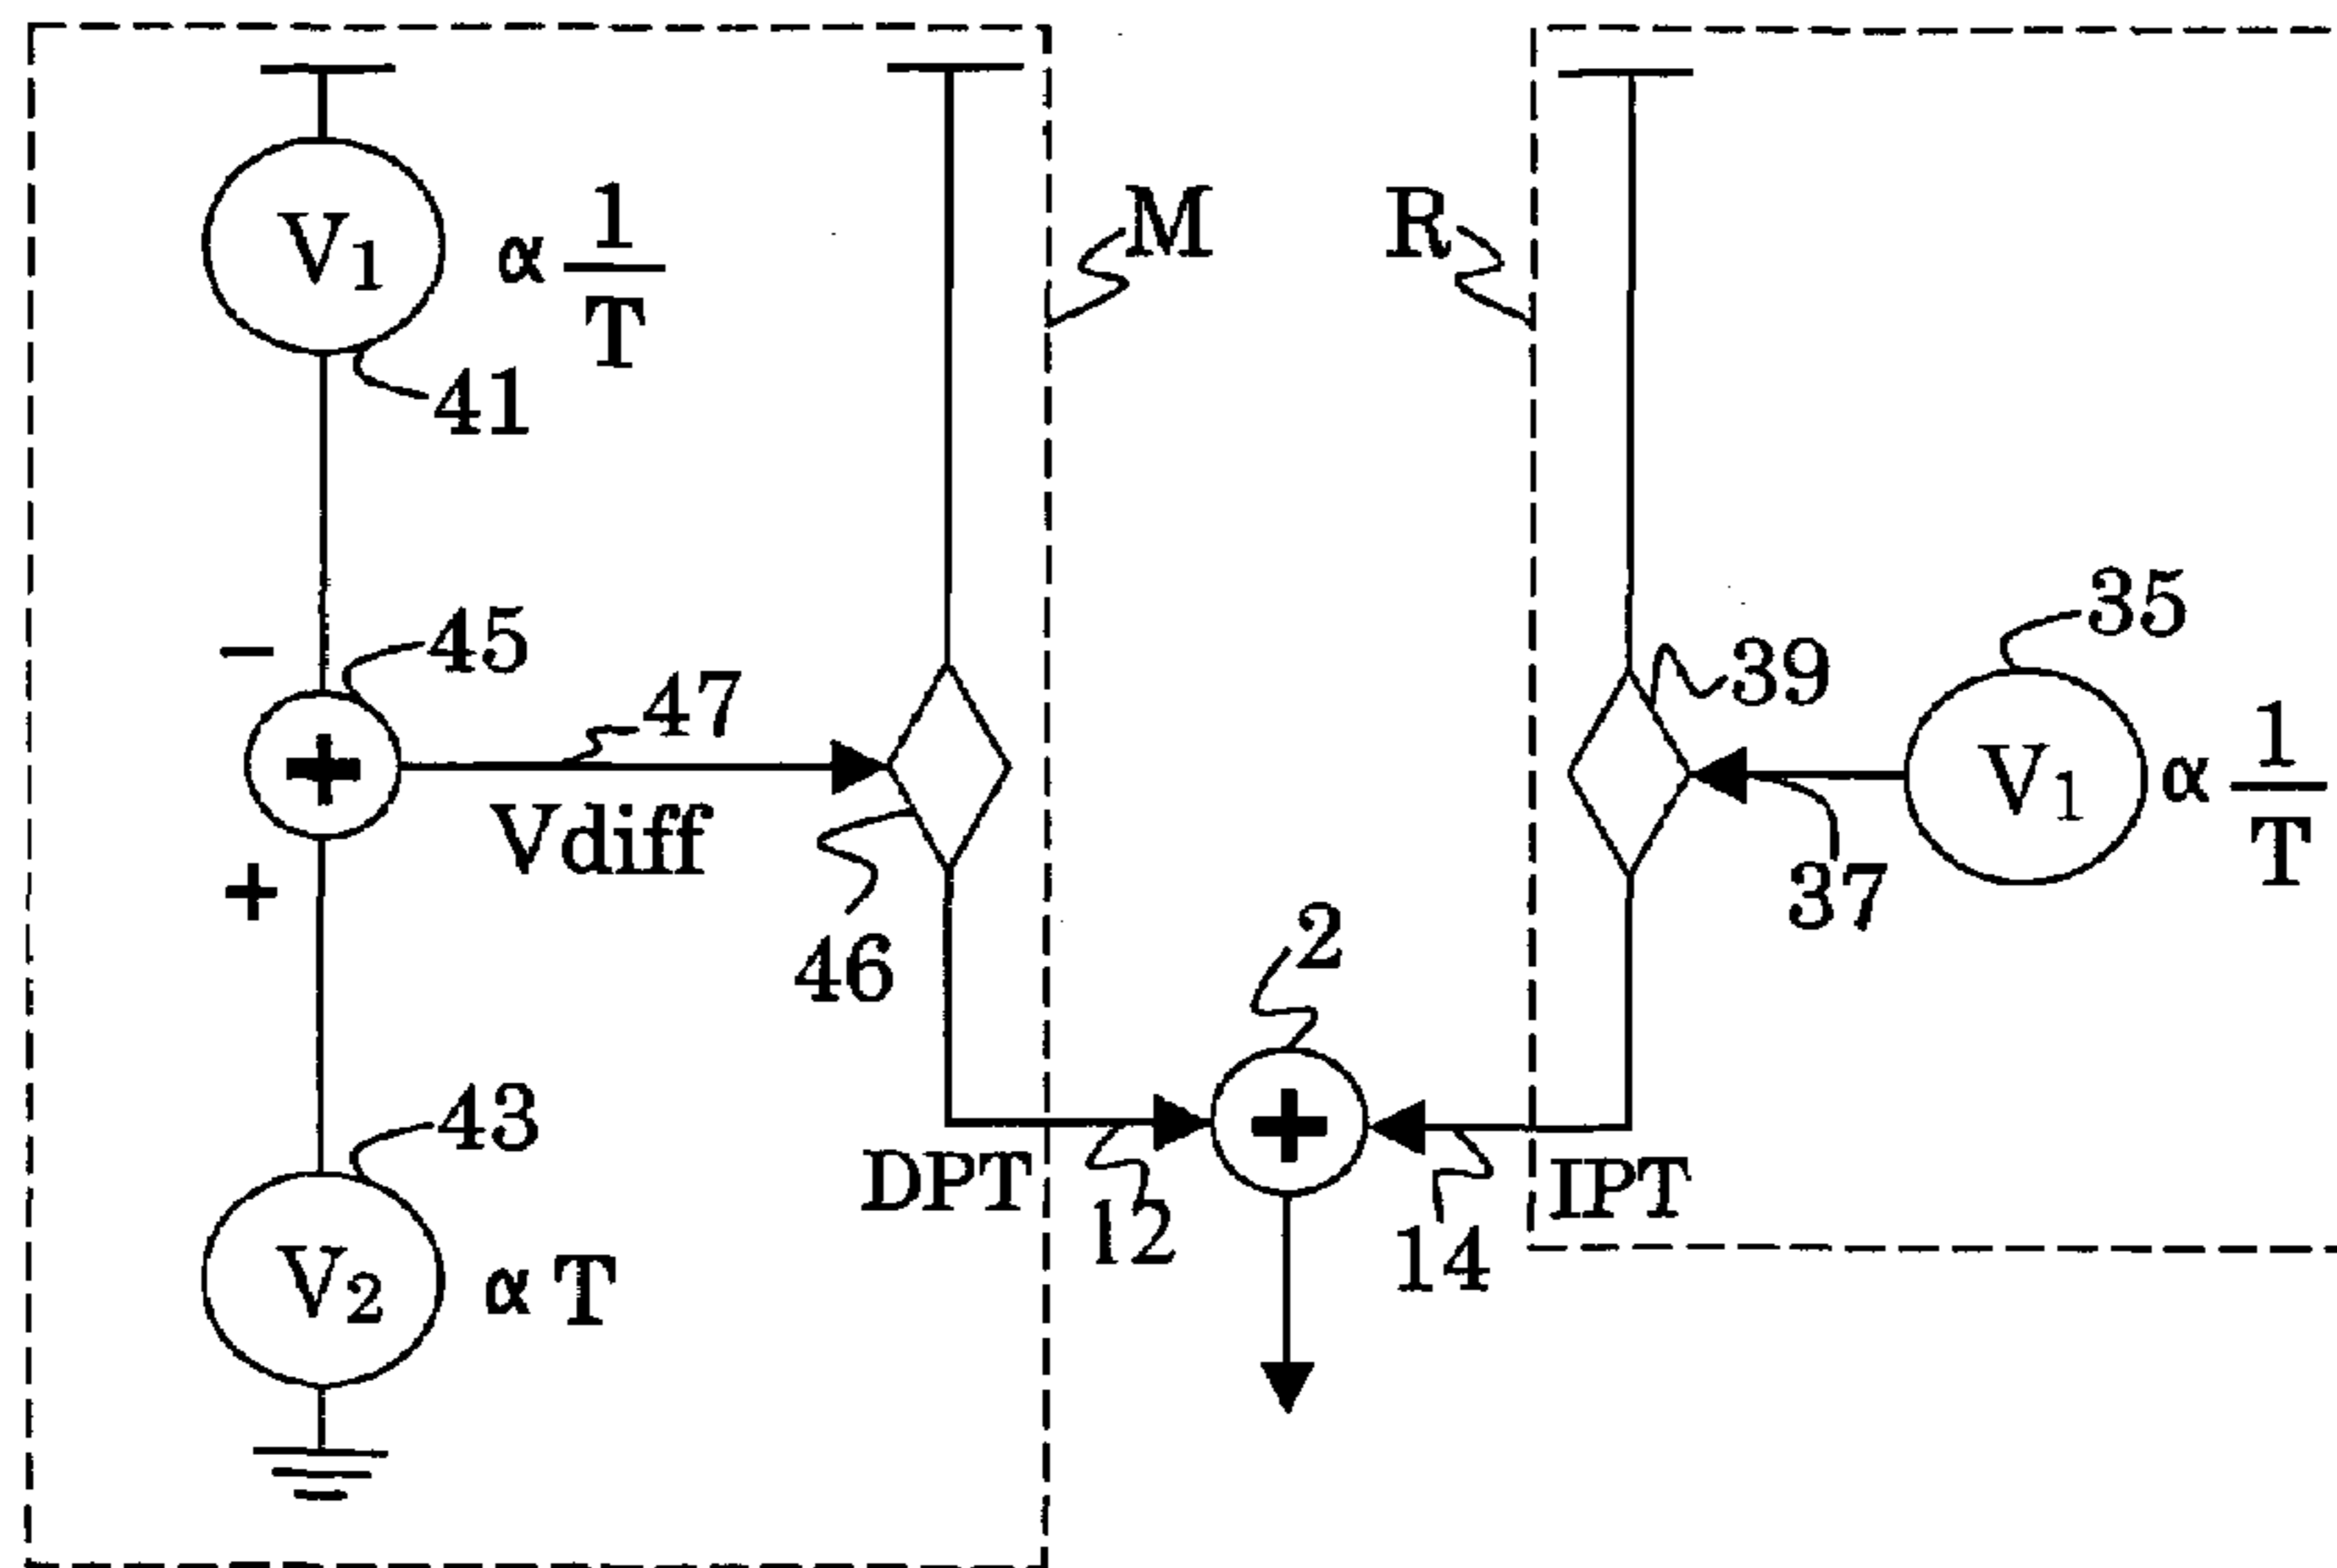 V1 α 1/T
41
M
R
45
−
+
47
Vdiff
+
46
39
35
V1 α 1/T
37
2
+
43
V2 α T
DPT
12
14
IPT